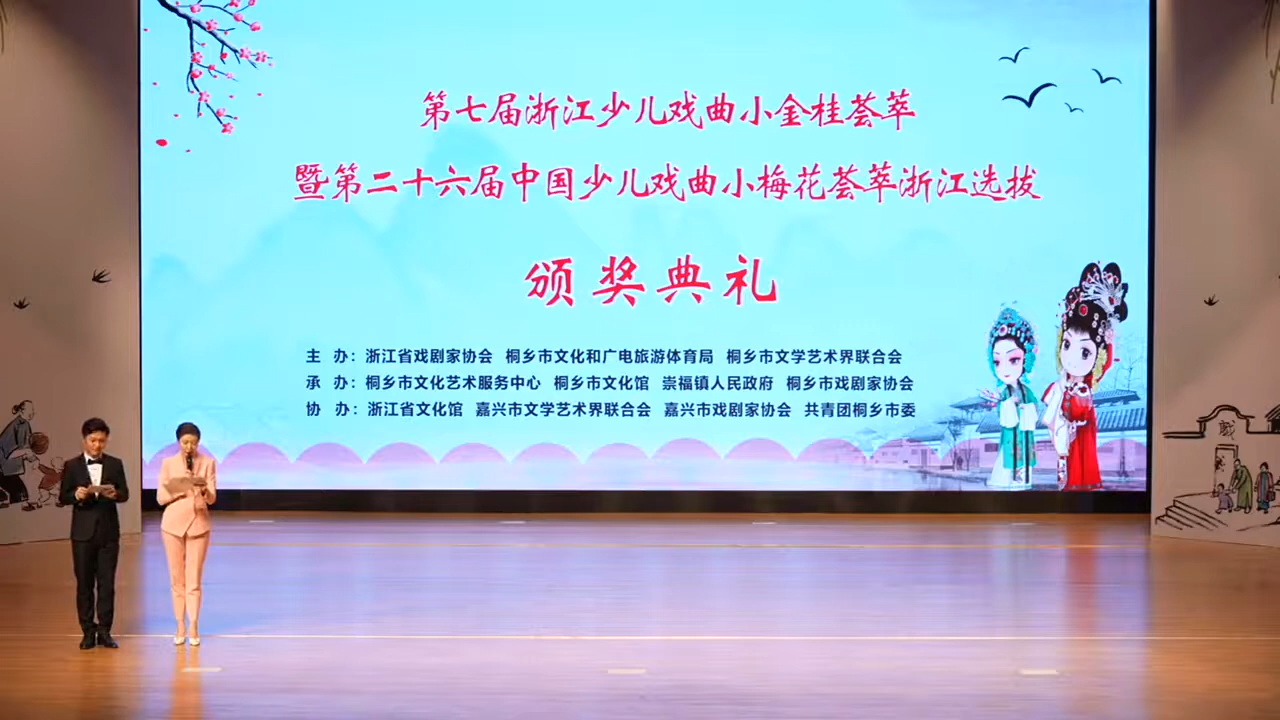 第七届浙江少儿戏曲小金桂荟萃
暨第二十六届中国少儿戏曲小梅花荟萃浙江选拔
颁奖典礼
主 办：浙江省戏剧家协会 桐乡市文化和广电旅游体育局 桐乡市文学艺术界联合会
承 办：桐乡市文化艺术服务中心 桐乡市文化馆 崇福镇人民政府 桐乡市戏剧家协会
协 办：浙江省文化馆 嘉兴市文学艺术界联合会 嘉兴市戏剧家协会 共青团桐乡市委